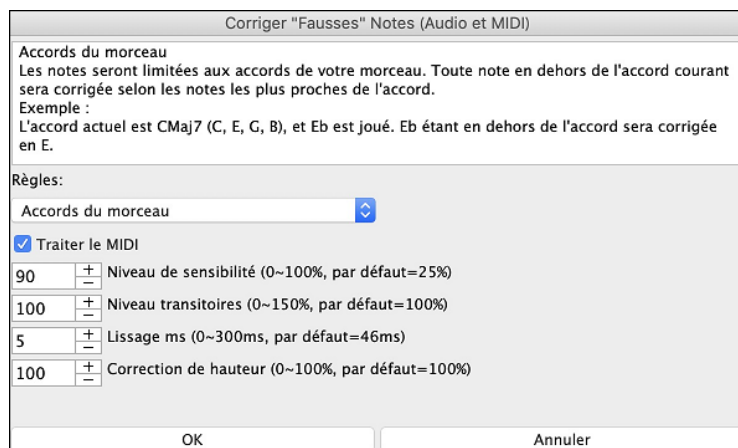 Corriger "Fausses" Notes (Audio et MIDI)
Accords du morceau
Les notes seront limitées aux accords de votre morceau. Toute note en dehors de l'accord courant
sera corrigée selon les notes les plus proches de l'accord.
Exemple :
L'accord actuel est CMaj7 (C, E, G, B), et Eb est joué. Eb étant en dehors de l'accord sera corrigée
en E.
Règles:
Accords du morceau
Traiter le MIDI
90 + − Niveau de sensibilité (0~100%, par défaut=25%)
100 + − Niveau transitoires (0~150%, par défaut=100%)
5 + − Lissage ms (0~300ms, par défaut=46ms)
100 + − Correction de hauteur (0~100%, par défaut=100%)
OK Annuler